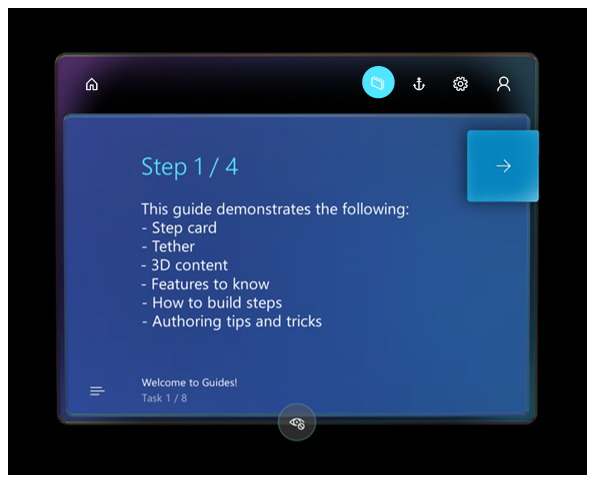 Step 1 / 4
This guide demonstrates the following:
- Step card
- Tether
- 3D content
- Features to know
- How to build steps
- Authoring tips and tricks
Welcome to Guides!
Task 1 / 8